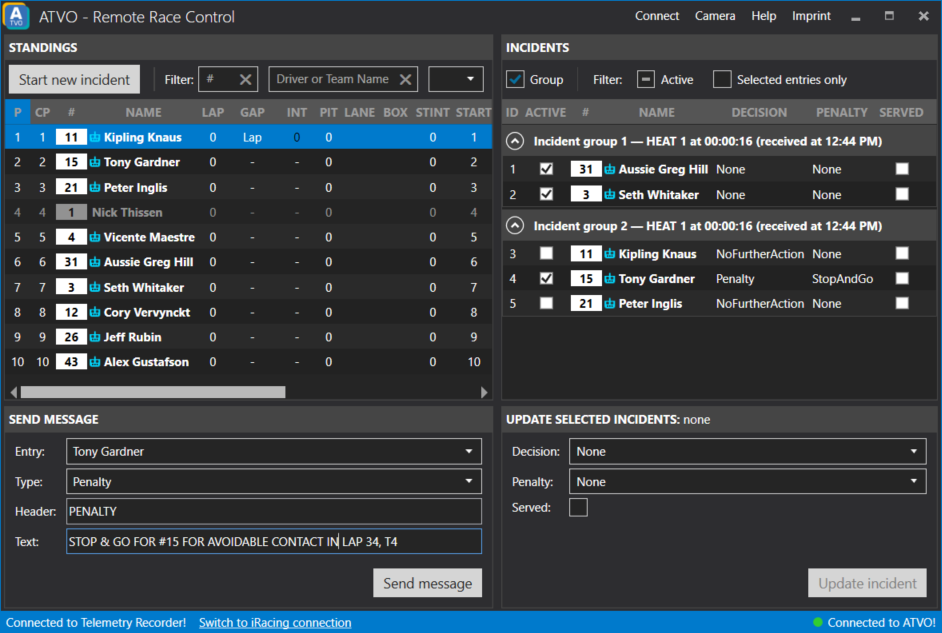 A
TVO
ATVO - Remote Race Control
Connect Camera Help Imprint
STANDINGS
Start new incident Filter: # Driver or Team Name
P CP # NAME LAP GAP INT PIT LANE BOX STINT START
1 1 11 Kipling Knaus 0 Lap 0 0 0 1
2 2 15 Tony Gardner 0 - - 0 0 2
3 3 21 Peter Inglis 0 - - 0 0 3
4 4 1 Nick Thissen 0 - - 0 0 4
5 5 4 Vicente Maestre 0 - - 0 0 5
6 6 31 Aussie Greg Hill 0 - - 0 0 6
7 7 3 Seth Whitaker 0 - - 0 0 7
8 8 12 Cory Vervynckt 0 - - 0 0 8
9 9 26 Jeff Rubin 0 - - 0 0 9
10 10 43 Alex Gustafson 0 - - 0 0 10
INCIDENTS
Group Filter: Active Selected entries only
ID ACTIVE # NAME DECISION PENALTY SERVED
Incident group 1 — HEAT 1 at 00:00:16 (received at 12:44 PM)
1 31 Aussie Greg Hill None None
2 3 Seth Whitaker None None
Incident group 2 — HEAT 1 at 00:00:16 (received at 12:44 PM)
3 11 Kipling Knaus NoFurtherAction None
4 15 Tony Gardner Penalty StopAndGo
5 21 Peter Inglis NoFurtherAction None
SEND MESSAGE
Entry: Tony Gardner
Type: Penalty
Header: PENALTY
Text: STOP & GO FOR #15 FOR AVOIDABLE CONTACT IN LAP 34, T4
Send message
UPDATE SELECTED INCIDENTS: none
Decision: None
Penalty: None
Served:
Update incident
Connected to Telemetry Recorder! Switch to iRacing connection
Connected to ATVO!